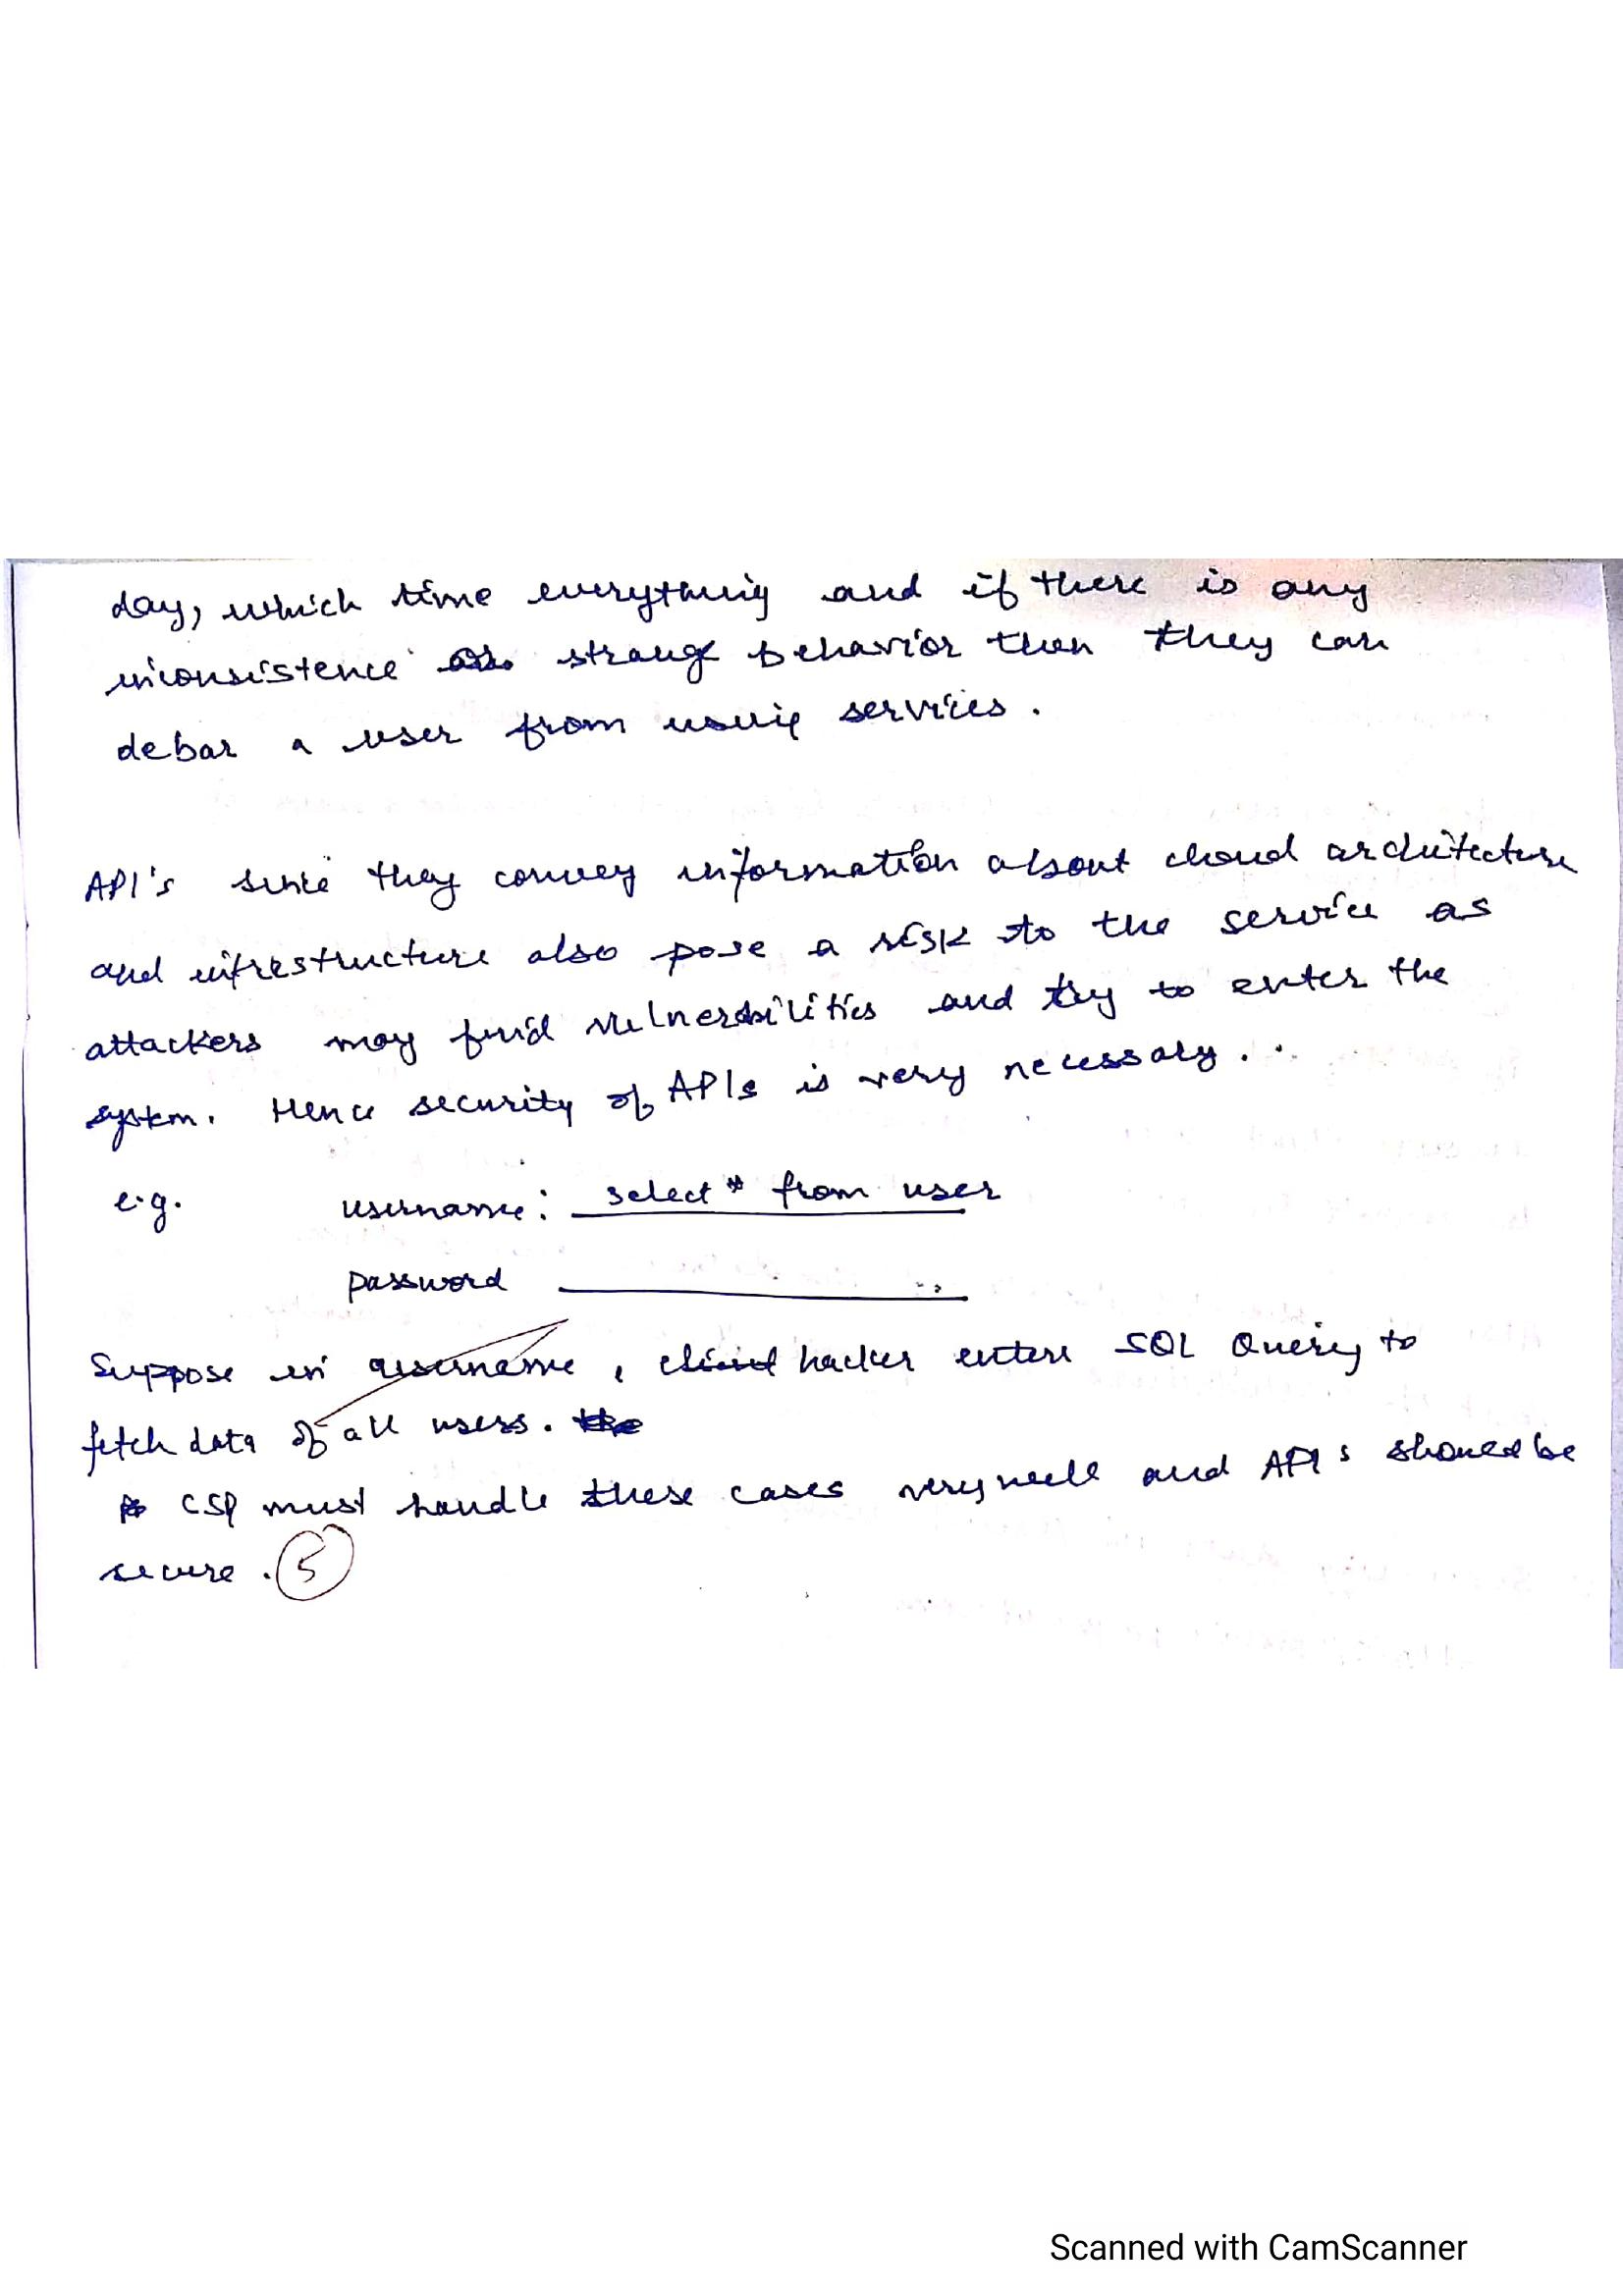 day, which time everything and if there is any
inconsistence or strange behavior then they can
debar a user from using services.
API's since they convey information about cloud architecture
and infrestructure also pose a risk to the service as
attackers may find vulnerabilities and try to enter the
system. Hence security of APIs is very necessary..
e.g. username: select * from user
password
Suppose in username, client hacker enters SQL Query to
fetch data of all users. the
CSP must handle these cases very well and API's should be
secure. 5
Scanned with CamScanner